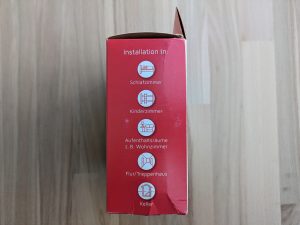 Installation in:
Schlafzimmer
Kinderzimmer
Aufenthaltsräume
z. B. Wohnzimmer
Flur/Treppenhaus
Keller